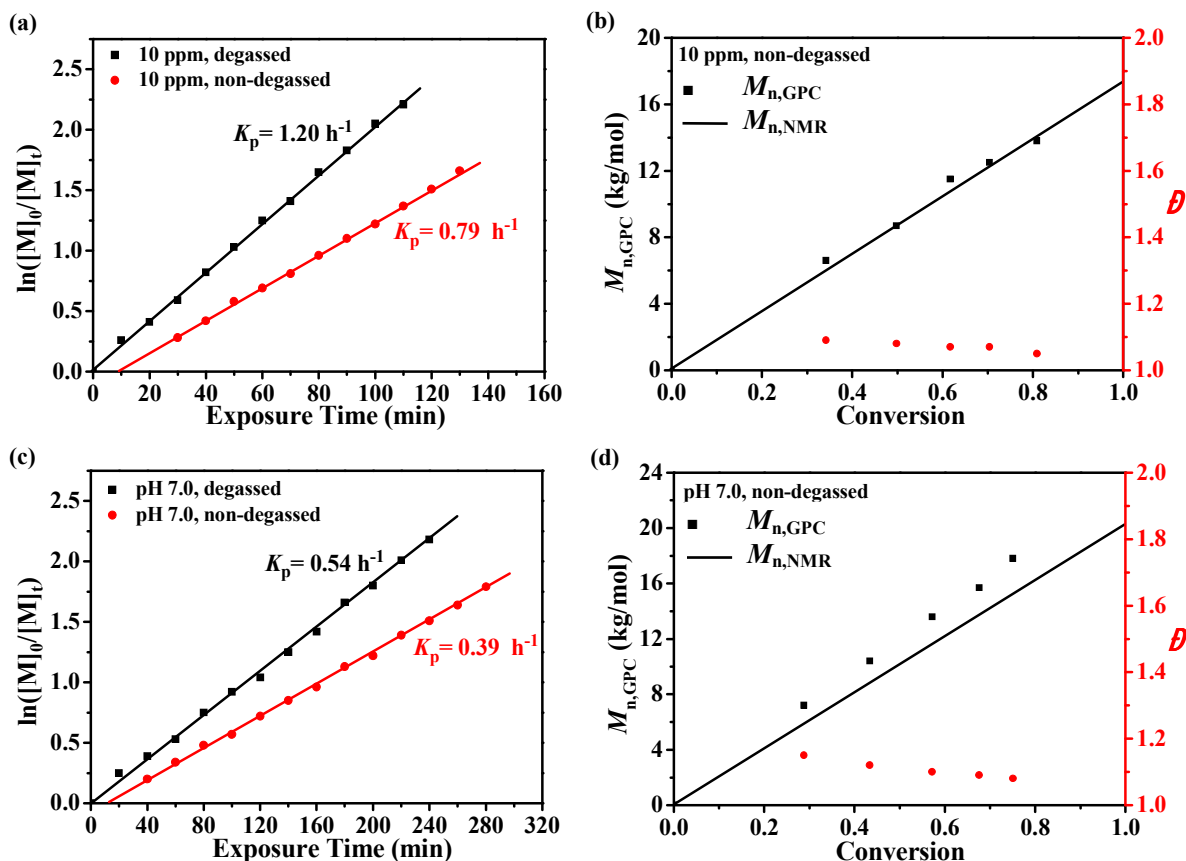 (a)
10 ppm, degassed
10 ppm, non-degassed
Kp= 1.20 h-1
Kp= 0.79 h-1
2.5
2.0
1.5
1.0
0.5
0.0
ln([M]0/[M]t)
0 20 40 60 80 100 120 140 160
Exposure Time (min)
(b)
10 ppm, non-degassed
Mn,GPC
Mn,NMR
20
16
12
8
4
0
Mn,GPC (kg/mol)
2.0
1.8
1.6
1.4
1.2
1.0
Đ
0.0 0.2 0.4 0.6 0.8 1.0
Conversion
(c)
pH 7.0, degassed
pH 7.0, non-degassed
Kp= 0.54 h-1
Kp= 0.39 h-1
2.5
2.0
1.5
1.0
0.5
0.0
ln([M]0/[M]t)
0 40 80 120 160 200 240 280 320
Exposure Time (min)
(d)
pH 7.0, non-degassed
Mn,GPC
Mn,NMR
24
20
16
12
8
4
0
Mn,GPC (kg/mol)
2.0
1.8
1.6
1.4
1.2
1.0
Đ
0.0 0.2 0.4 0.6 0.8 1.0
Conversion